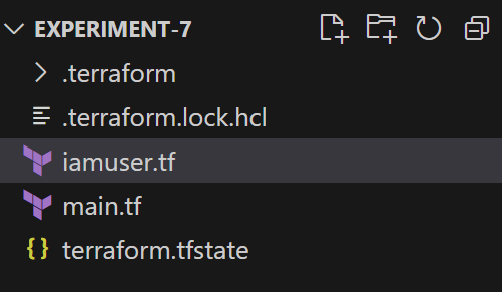 EXPERIMENT-7
.terraform
.terraform.lock.hcl
iamuser.tf
main.tf
terraform.tfstate